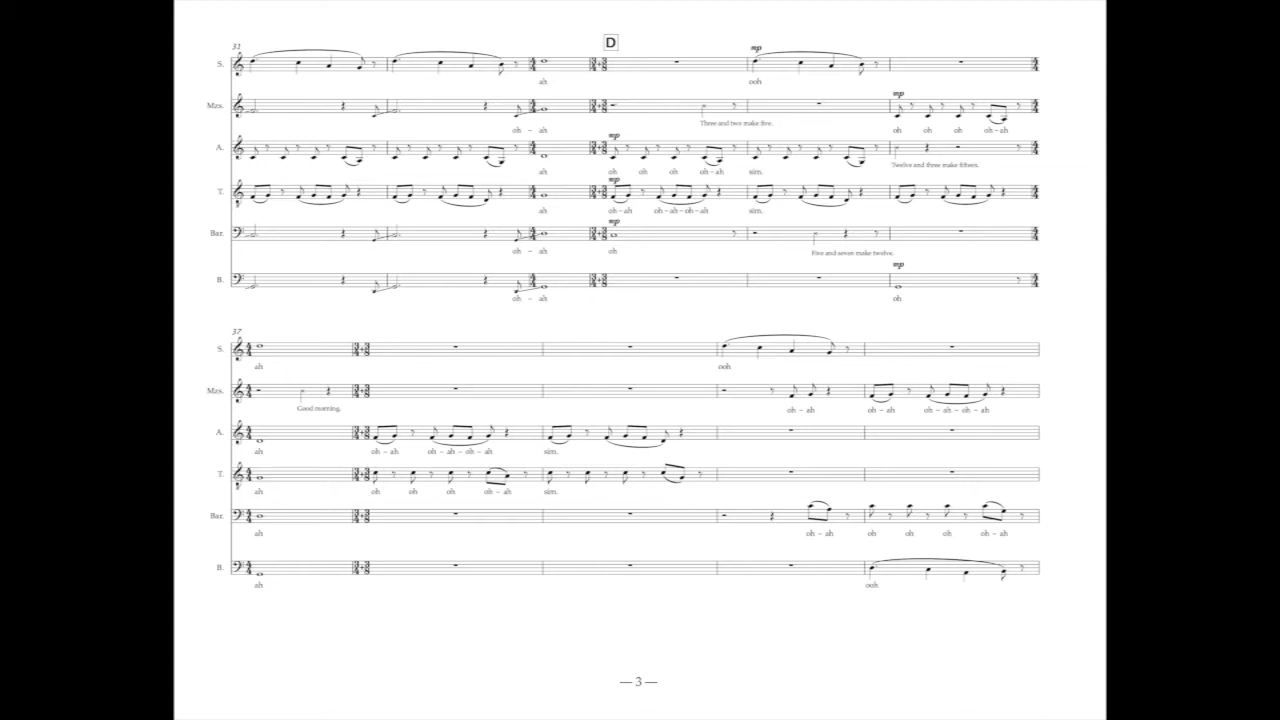 31
D
mp
S.
ah ooh
mp
Mzs.
Three and two make five.
oh - ah oh oh oh oh - ah
mp
A.
Twelve and three make fifteen.
ah oh oh oh oh - ah sim.
mp
T.
ah oh - ah oh - ah - oh - ah sim.
mp
Bar.
oh - ah oh Five and seven make twelve.
mp
B.
oh - ah oh
37
S.
ah ooh
Mzs.
Good morning. oh - ah oh - ah oh - ah - oh - ah
A.
ah oh - ah oh - ah - oh - ah sim.
T.
ah oh oh oh oh - ah sim.
Bar.
ah oh - ah oh oh oh oh - ah
B.
ah ooh
— 3 —